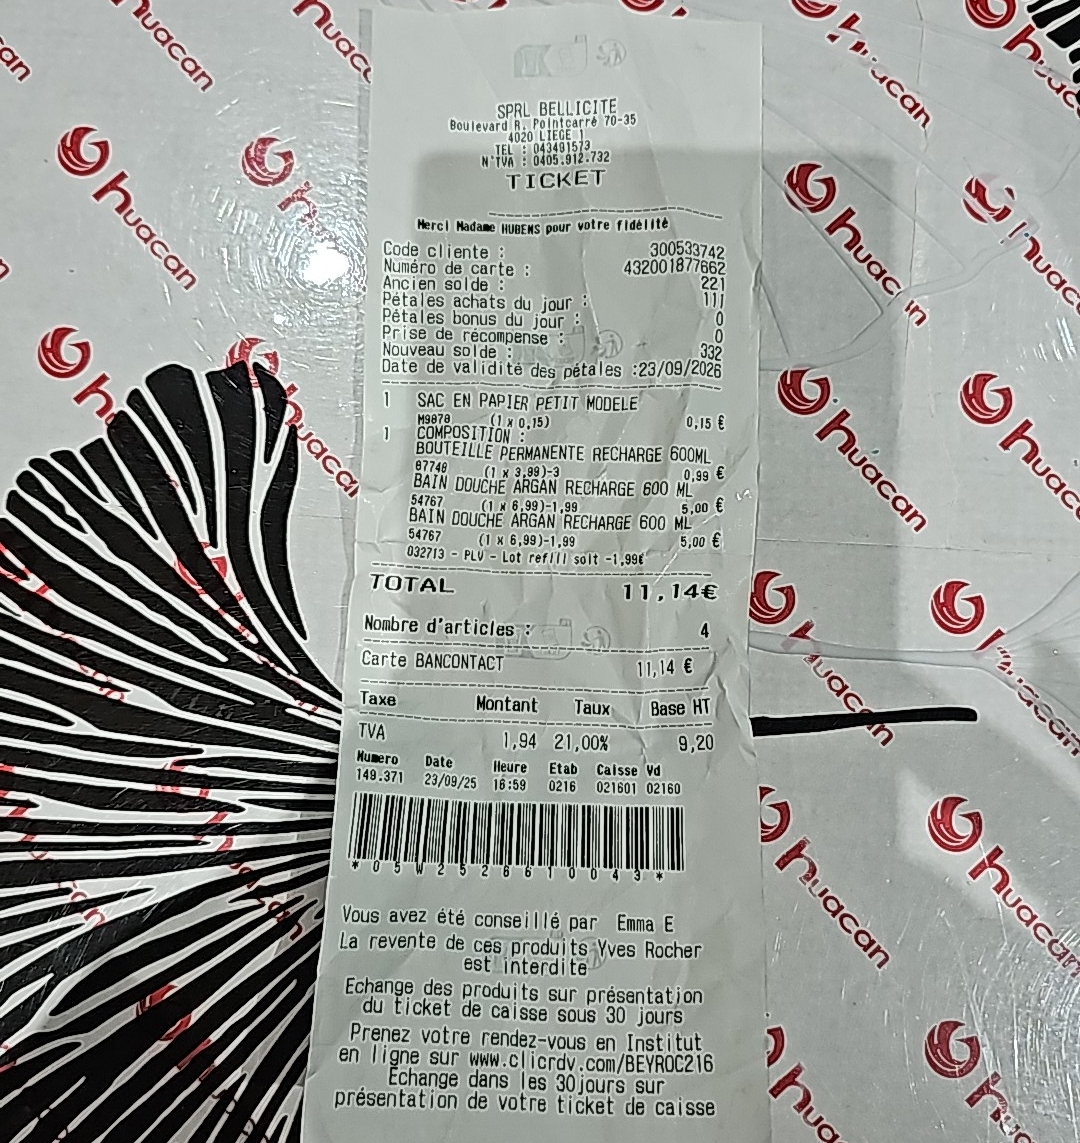 SPRL BELLICITE
Boulevard R. Pointcarré 70-35
4020 LIEGE 1
TEL : 043491573
N°TVA : 0405.912.732
TICKET
Merci Madame HUBENS pour votre fidélité
Code cliente : 300533742
Numéro de carte : 432001877662
Ancien solde : 221
Pétales achats du jour : 111
Pétales bonus du jour : 0
Prise de récompense : 0
Nouveau solde : 332
Date de validité des pétales :23/09/2026
1 SAC EN PAPIER PETIT MODELE
M9878 (1 x 0,15) 0,15 €
1 COMPOSITION :
BOUTEILLE PERMANENTE RECHARGE 600ML
87748 (1 x 3,99)-3 0,99 €
BAIN DOUCHE ARGAN RECHARGE 600 ML
54767 (1 x 6,99)-1,99 5,00 €
BAIN DOUCHE ARGAN RECHARGE 600 ML
54767 (1 x 6,99)-1,99 5,00 €
032713 - PLV - Lot refill soit -1,99€
TOTAL 11,14€
Nombre d'articles : 4
Carte BANCONTACT 11,14 €
Taxe Montant Taux Base HT
TVA 1,94 21,00% 9,20
Numero Date Heure Etab Caisse Vd
149.371 23/09/25 16:59 0216 021601 02160
*05W2526610043*
Vous avez été conseillé par Emma E
La revente de ces produits Yves Rocher
est interdite
Echange des produits sur présentation
du ticket de caisse sous 30 jours
Prenez votre rendez-vous en Institut
en ligne sur www.clicrdv.com/BEYROC216
Echange dans les 30jours sur
présentation de votre ticket de caisse
huacan
huacan
huacan
huacan
huacan
huacan
huacan
huacan
huacan